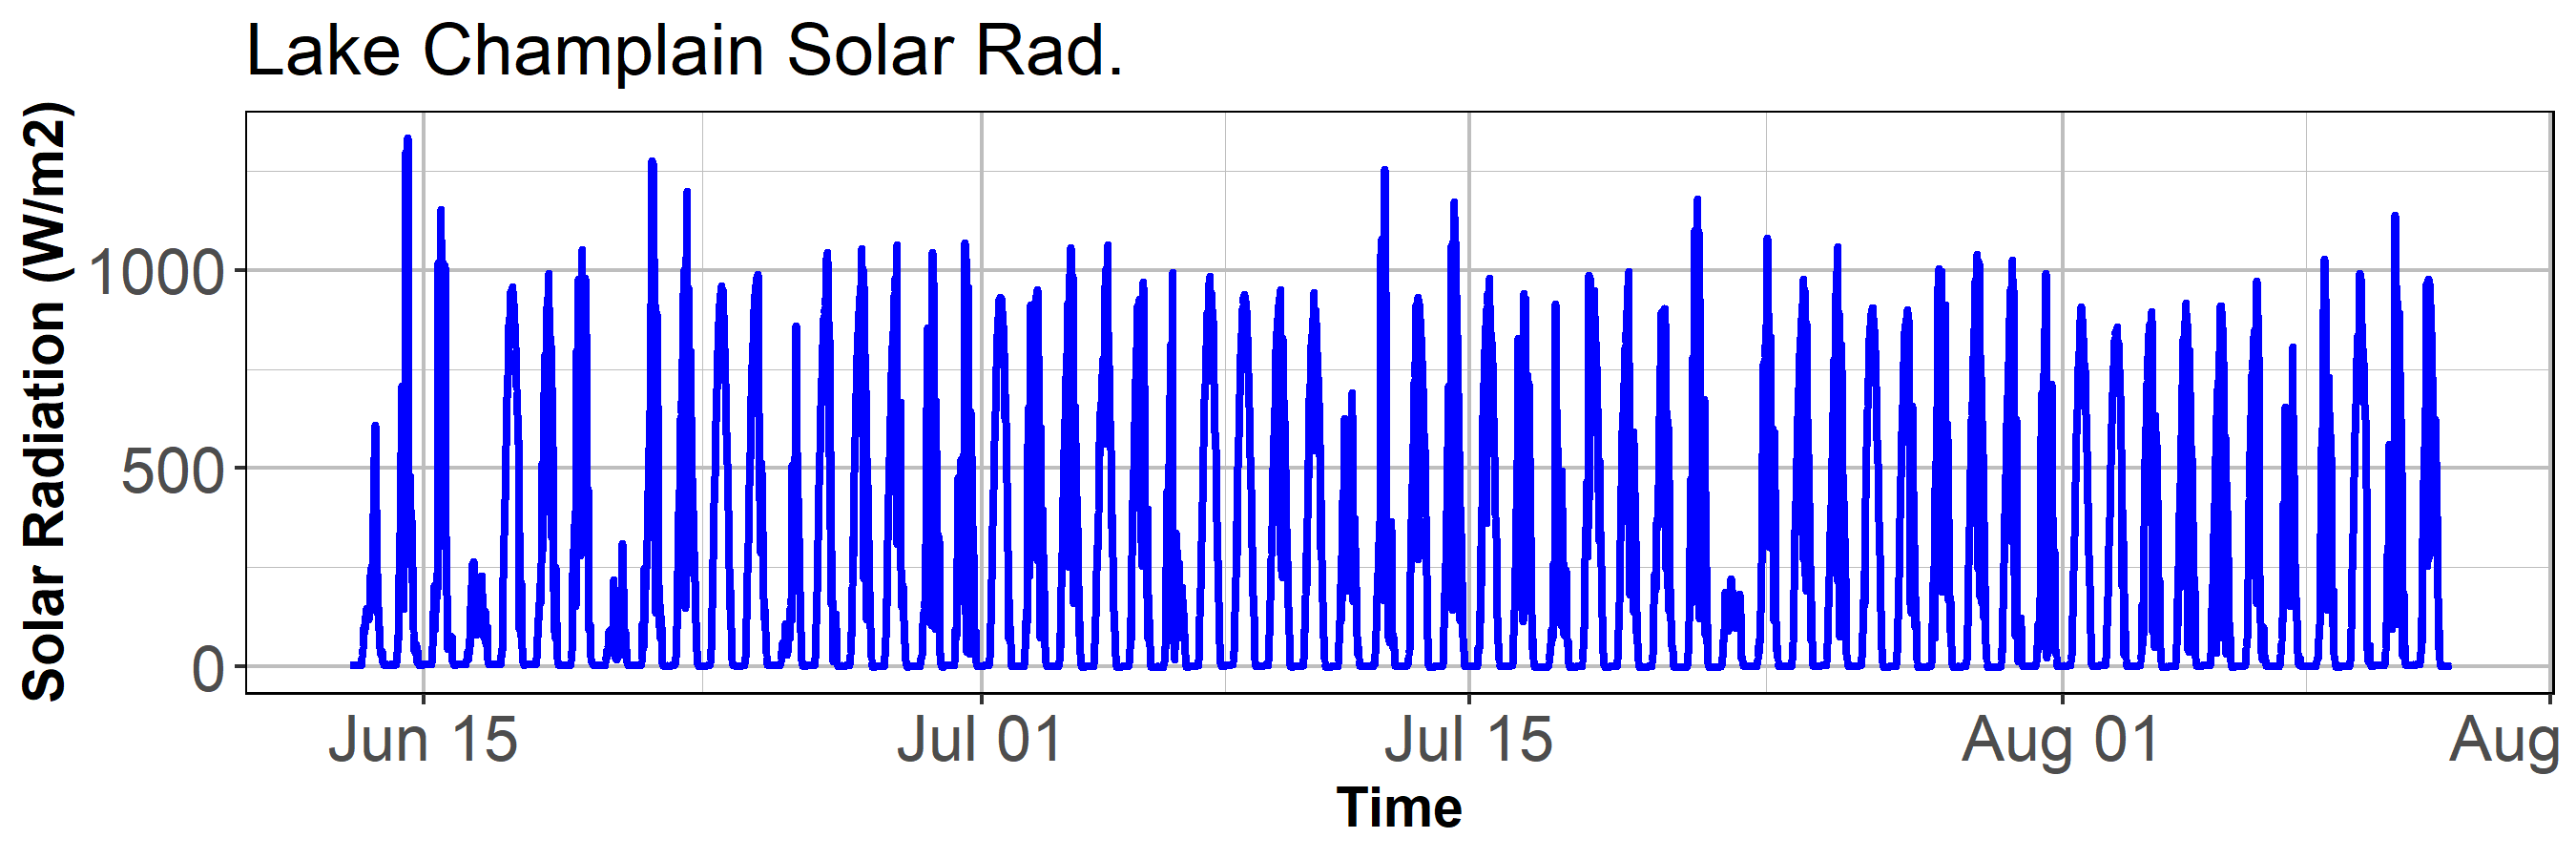 Lake Champlain Solar Rad.
Solar Radiation (W/m2)
1000
500
0
Jun 15 Jul 01 Jul 15 Aug 01 Aug
Time